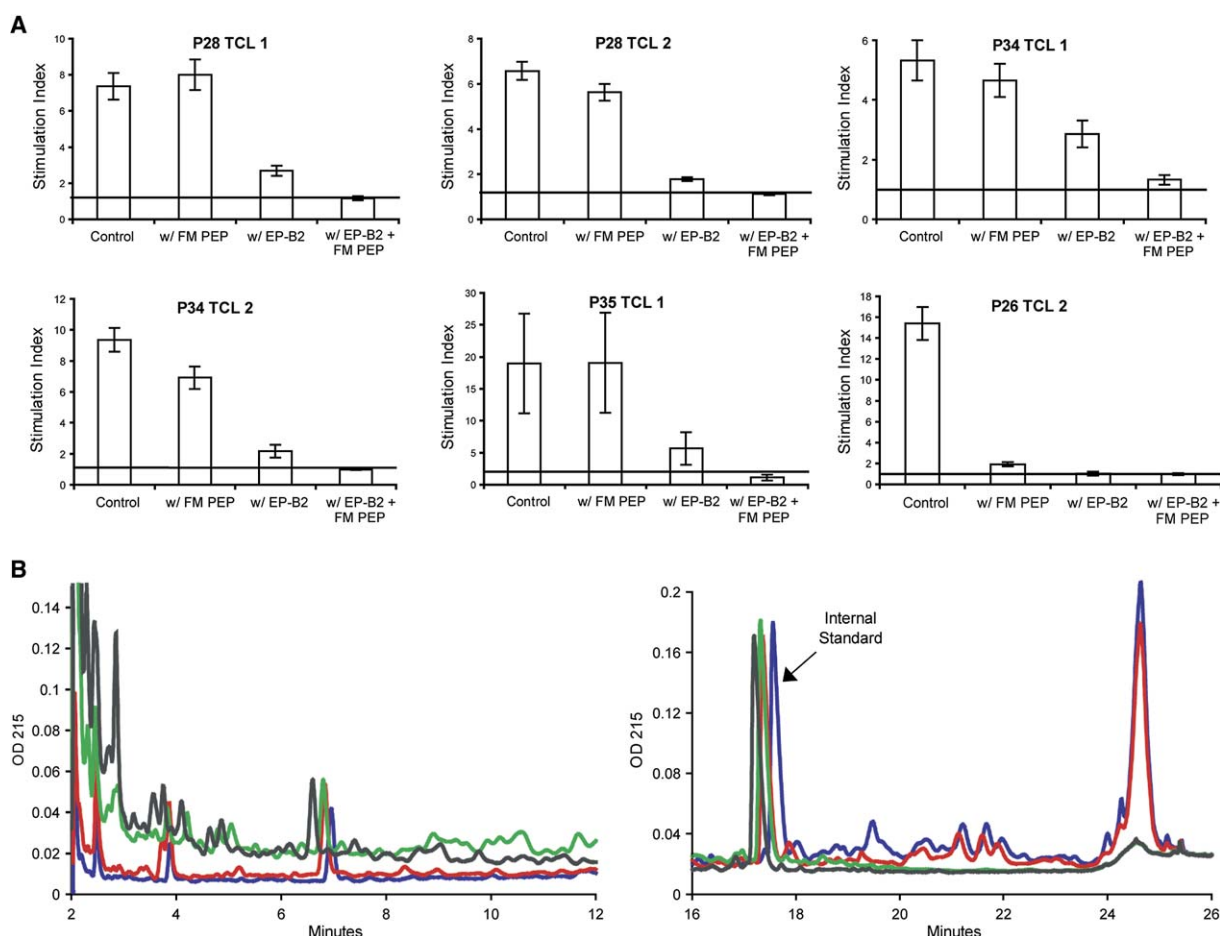 A
P28 TCL 1
Stimulation Index
10
8
6
4
2
0
Control
w/ FM PEP
w/ EP-B2
w/ EP-B2 +
FM PEP
P28 TCL 2
Stimulation Index
8
6
4
2
0
Control
w/ FM PEP
w/ EP-B2
w/ EP-B2 +
FM PEP
P34 TCL 1
Stimulation Index
6
4
2
0
Control
w/ FM PEP
w/ EP-B2
w/ EP-B2 +
FM PEP
P34 TCL 2
Stimulation Index
12
10
8
6
4
2
0
Control
w/ FM PEP
w/ EP-B2
w/ EP-B2 +
FM PEP
P35 TCL 1
Stimulation Index
30
25
20
15
10
5
0
Control
w/ FM PEP
w/ EP-B2
w/ EP-B2 +
FM PEP
P26 TCL 2
Stimulation Index
18
16
14
12
10
8
6
4
2
0
Control
w/ FM PEP
w/ EP-B2
w/ EP-B2 +
FM PEP
B
OD 215
0.14
0.12
0.1
0.08
0.06
0.04
0.02
0
2
4
6
8
10
12
Minutes
OD 215
0.2
0.16
0.12
0.08
0.04
0
Internal
Standard
16
18
20
22
24
26
Minutes